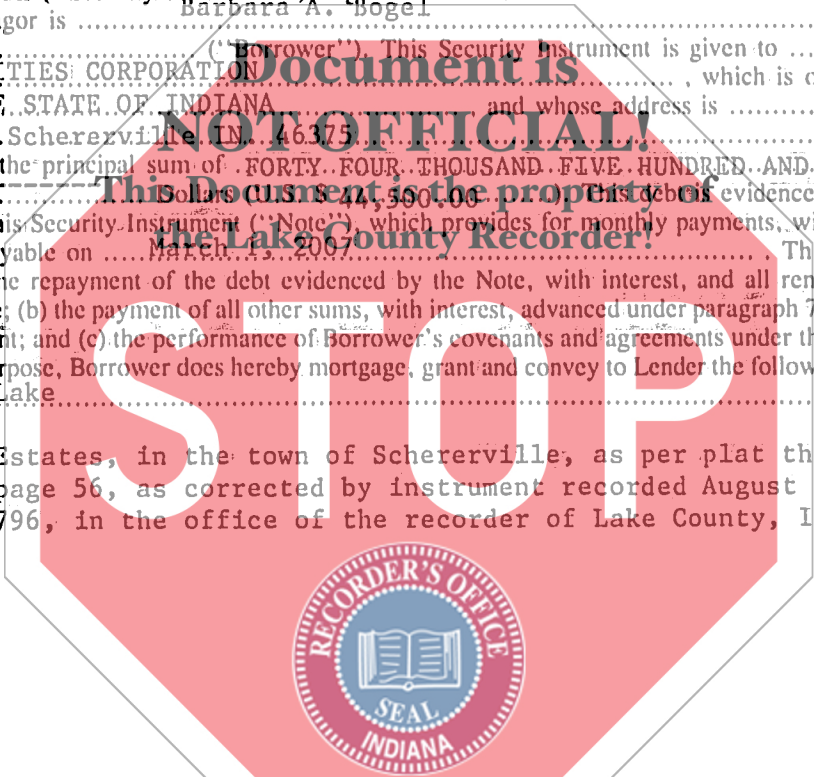 gor is Barbara A. Bogel
("Borrower"). This Security Instrument is given to
Document is
TIES CORPORATION , which is o
STATE OF INDIANA and whose address is
NOT OFFICIAL!
Schererville IN. 46375
the principal sum of FORTY FOUR THOUSAND FIVE HUNDRED AND
This Document is the property of
Dollars (U.S. $ 44,500.00 ). This debt is evidence
is Security Instrument ("Note"), which provides for monthly payments, wi
the Lake County Recorder!
yable on March 1, 2007 . Th
e repayment of the debt evidenced by the Note, with interest, and all ren
; (b) the payment of all other sums, with interest, advanced under paragraph 7
nt; and (c) the performance of Borrower's covenants and agreements under th
rpose, Borrower does hereby mortgage, grant and convey to Lender the follow
Lake
STOP
Estates, in the town of Schererville, as per plat th
page 56, as corrected by instrument recorded August
796, in the office of the recorder of Lake County, I
RECORDER'S OFFICE
SEAL
INDIANA